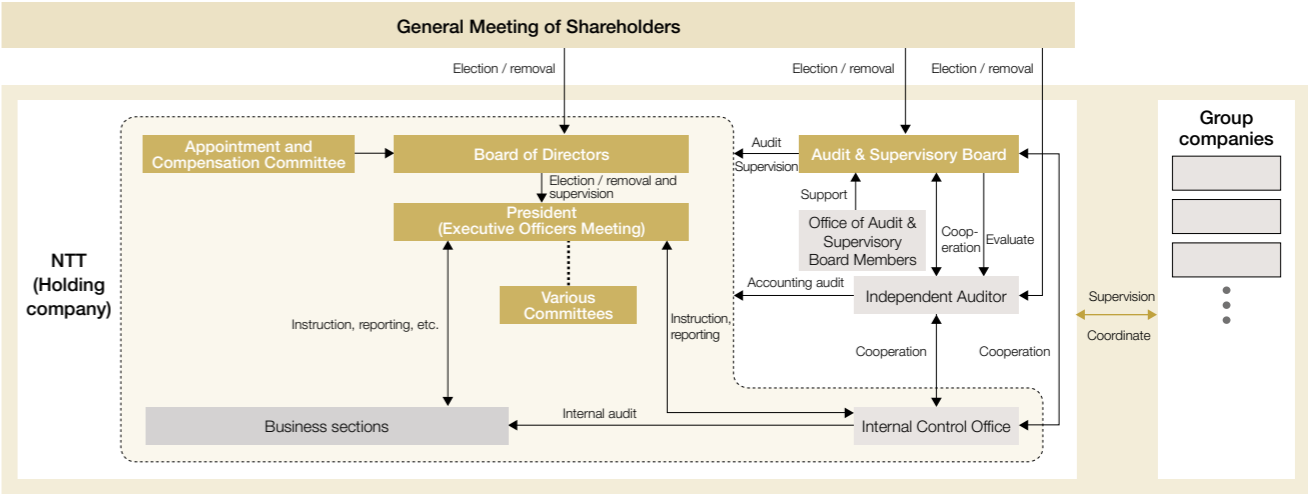 General Meeting of Shareholders
Election / removal
Election / removal
Election / removal
Group
companies
Appointment and
Compensation Committee
Board of Directors
Audit
Supervision
Audit & Supervisory Board
Election / removal and
supervision
Support
President
(Executive Officers Meeting)
Office of Audit &
Supervisory
Board Members
Coop-
eration
Evaluate
NTT
(Holding
company)
Various
Committees
Accounting audit
Independent Auditor
Supervision
Coordinate
Instruction, reporting, etc.
Instruction,
reporting
Cooperation
Cooperation
Business sections
Internal audit
Internal Control Office